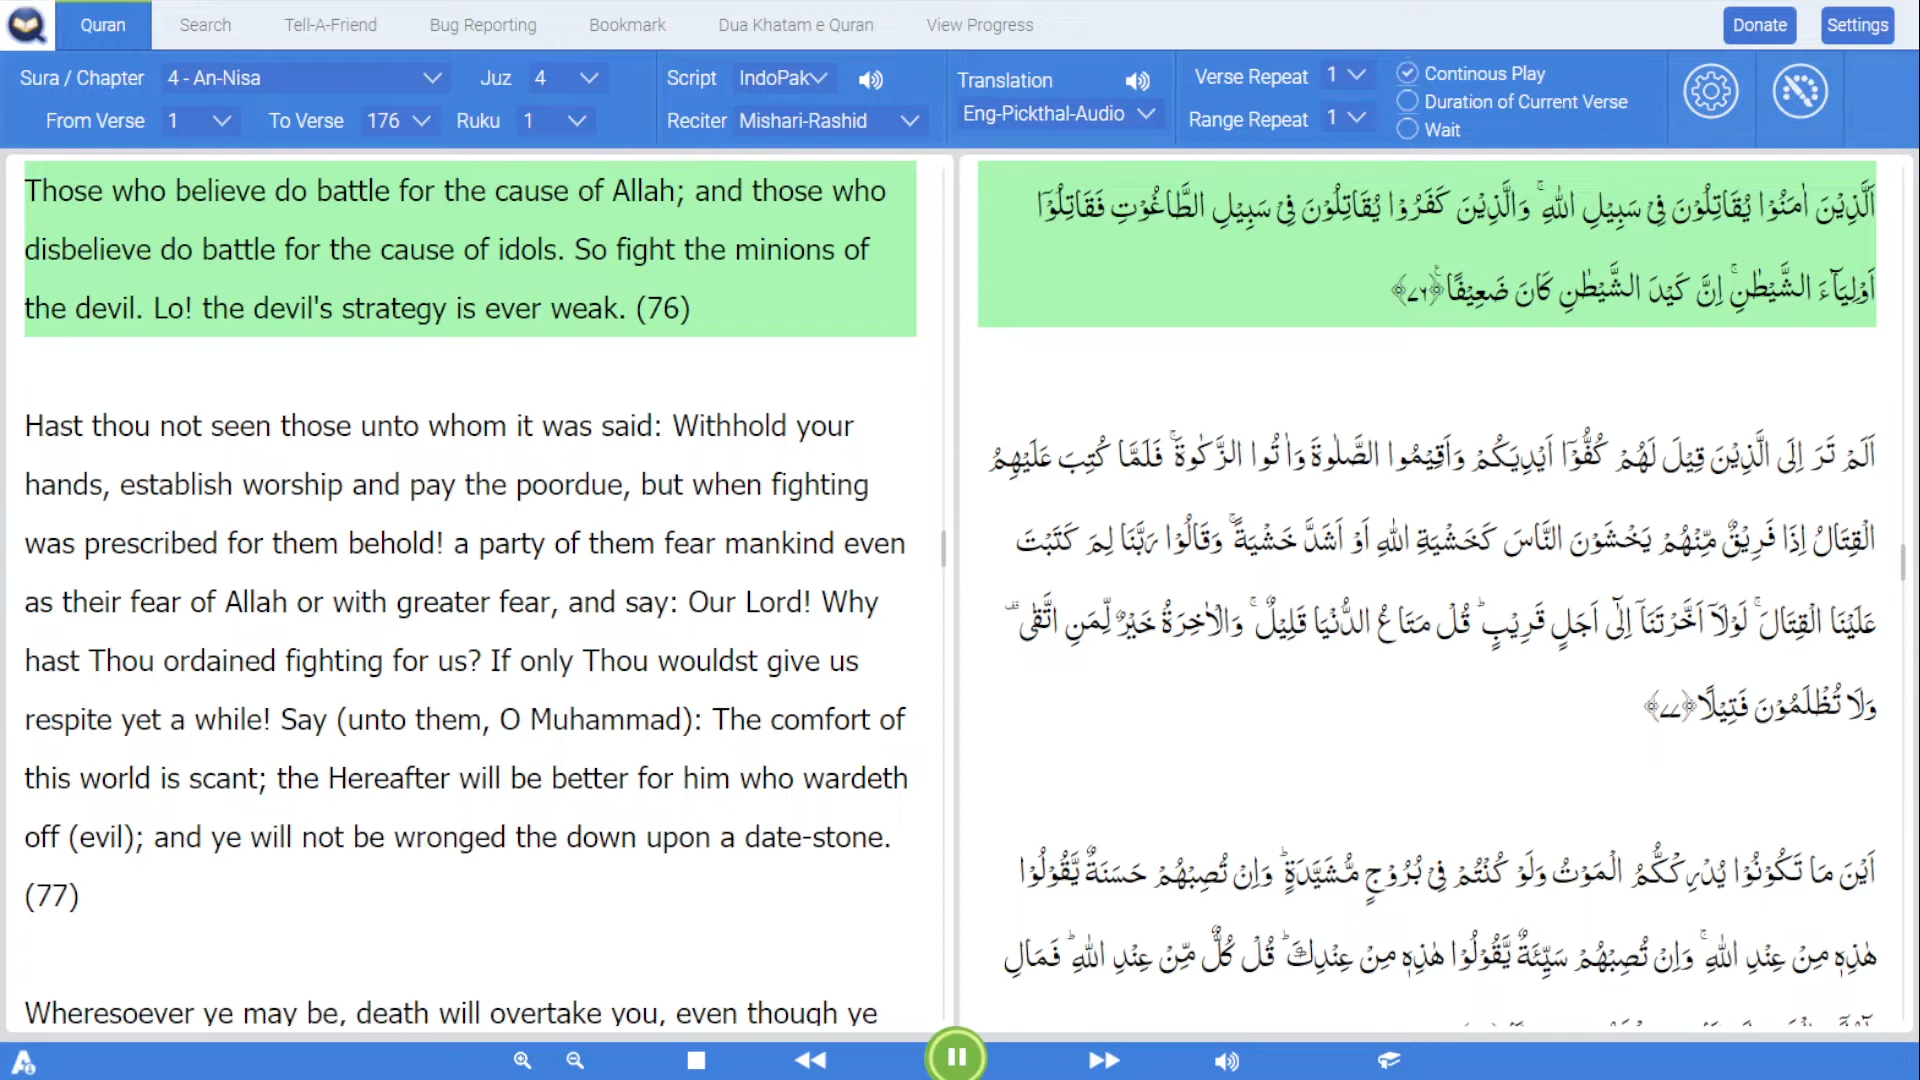 Quran Search Tell-A-Friend Bug Reporting Bookmark Dua Khatam e Quran View Progress Donate Settings
Sura / Chapter 4 - An-Nisa Juz 4 Script IndoPak Translation Verse Repeat 1 Continous Play
Duration of Current Verse
From Verse 1 To Verse 176 Ruku 1 Reciter Mishari-Rashid Eng-Pickthal-Audio Range Repeat 1 Wait
Those who believe do battle for the cause of Allah; and those who
disbelieve do battle for the cause of idols. So fight the minions of
the devil. Lo! the devil's strategy is ever weak. (76)
Hast thou not seen those unto whom it was said: Withhold your
hands, establish worship and pay the poordue, but when fighting
was prescribed for them behold! a party of them fear mankind even
as their fear of Allah or with greater fear, and say: Our Lord! Why
hast Thou ordained fighting for us? If only Thou wouldst give us
respite yet a while! Say (unto them, O Muhammad): The comfort of
this world is scant; the Hereafter will be better for him who wardeth
off (evil); and ye will not be wronged the down upon a date-stone.
(77)
Wheresoever ye may be, death will overtake you, even though ye
اَلَّذِيْنَ اٰمَنُوْا يُقَاتِلُوْنَ فِىْ سَبِيْلِ اللّٰهِ ۚ وَالَّذِيْنَ كَفَرُوْا يُقَاتِلُوْنَ فِىْ سَبِيْلِ الطَّاغُوْتِ فَقَاتِلُوْۤا
اَوْلِيَآءَ الشَّيْطٰنِ ۚ اِنَّ كَيْدَ الشَّيْطٰنِ كَانَ ضَعِيْفًا ۚ ﴿۷۶﴾
اَلَمْ تَرَ اِلَى الَّذِيْنَ قِيْلَ لَهُمْ كُفُّوْۤا اَيْدِيَكُمْ وَاَقِيْمُوا الصَّلٰوةَ وَاٰ تُوا الزَّكٰوةَ ۚ فَلَمَّا كُتِبَ عَلَيْهِمُ
الْقِتَالُ اِذَا فَرِيْقٌ مِّنْهُمْ يَخْشَوْنَ النَّاسَ كَخَشْيَةِ اللّٰهِ اَوْ اَشَدَّ خَشْيَةً ۚ وَقَالُوْا رَبَّنَا لِمَ كَتَبْتَ
عَلَيْنَا الْقِتَالَ ۚ لَوْلَاۤ اَخَّرْتَنَاۤ اِلٰٓى اَجَلٍ قَرِيْبٍ ؕ قُلْ مَتَاعُ الدُّنْيَا قَلِيْلٌ ۚ وَالْاٰخِرَةُ خَيْرٌ لِّمَنِ اتَّقٰى ۗ
وَلَا تُظْلَمُوْنَ فَتِيْلًا ﴿۷۷﴾
اَيْنَ مَا تَكُوْنُوْا يُدْرِكْكُّمُ الْمَوْتُ وَلَوْ كُنْتُمْ فِىْ بُرُوْجٍ مُّشَيَّدَةٍ ؕ وَاِنْ تُصِبْهُمْ حَسَنَةٌ يَّقُوْلُوْا
هٰذِهٖ مِنْ عِنْدِ اللّٰهِ ۚ وَاِنْ تُصِبْهُمْ سَيِّئَةٌ يَّقُوْلُوْا هٰذِهٖ مِنْ عِنْدِكَ ؕ قُلْ كُلٌّ مِّنْ عِنْدِ اللّٰهِ ؕ فَمَالِ